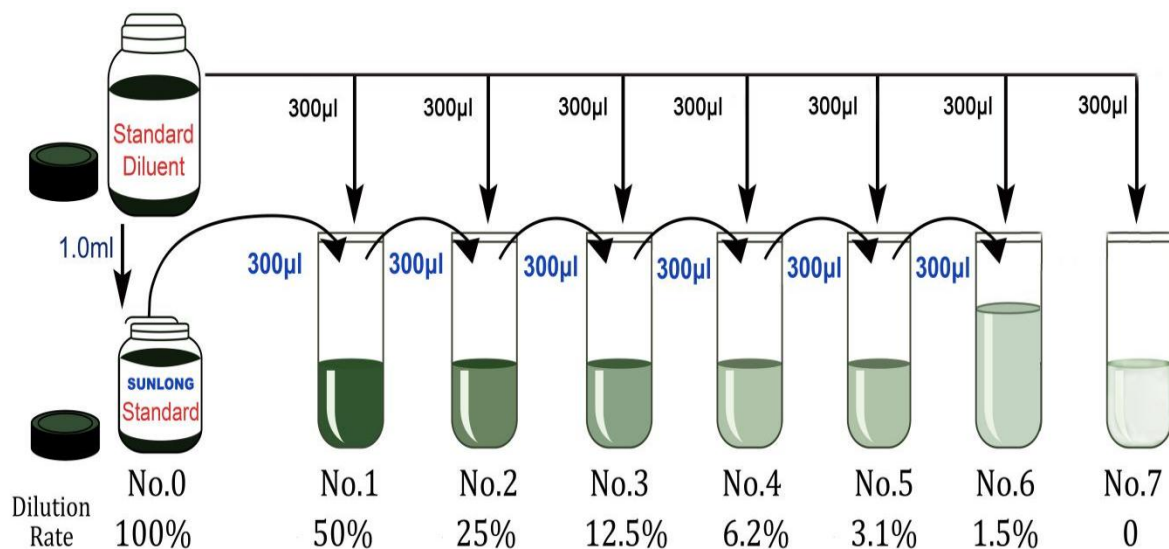 300µl 300µl 300µl 300µl 300µl 300µl 300µl
Standard
Diluent
1.0ml
300µl 300µl 300µl 300µl 300µl 300µl
SUNLONG
Standard
No.0 No.1 No.2 No.3 No.4 No.5 No.6 No.7
Dilution
Rate 100% 50% 25% 12.5% 6.2% 3.1% 1.5% 0